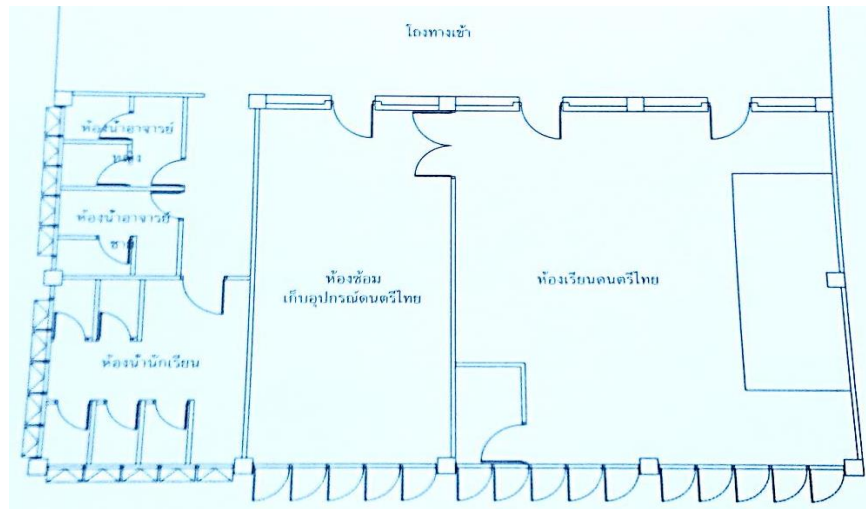 โถงทางเข้า
ห้องน้ำอาจารย์
หญิง
ห้องน้ำอาจารย์
ชาย
ห้องซ้อม
เก็บอุปกรณ์ดนตรีไทย
ห้องเรียนดนตรีไทย
ห้องน้ำนักเรียน